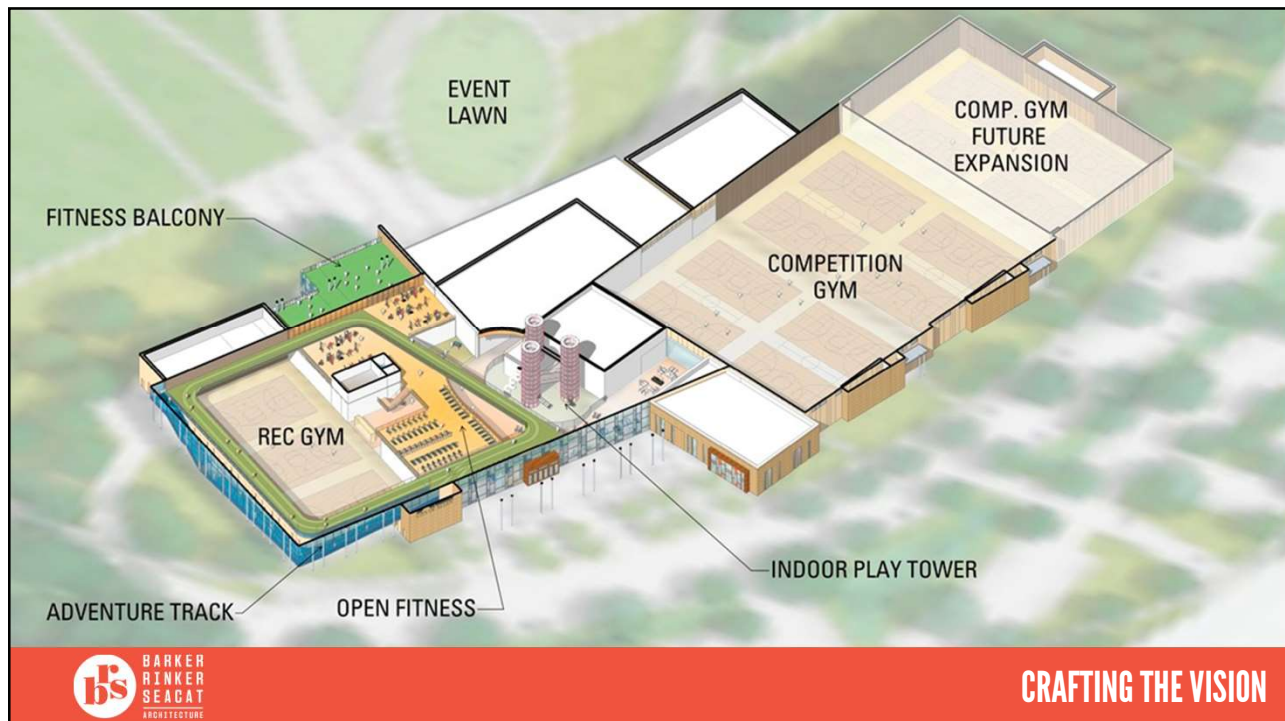 EVENT
LAWN
COMP. GYM
FUTURE
EXPANSION
FITNESS BALCONY
COMPETITION
GYM
REC GYM
INDOOR PLAY TOWER
ADVENTURE TRACK
OPEN FITNESS
brs
BARKER
RINKER
SEACAT
ARCHITECTURE
CRAFTING THE VISION